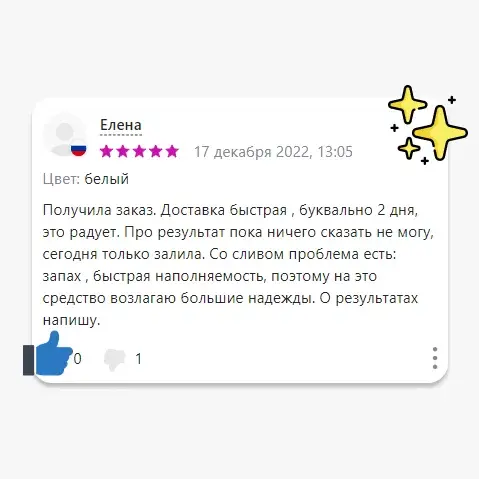 Елена
17 декабря 2022, 13:05
Цвет: белый
Получила заказ. Доставка быстрая , буквально 2 дня,
это радует. Про результат пока ничего сказать не могу,
сегодня только залила. Со сливом проблема есть:
запах , быстрая наполняемость, поэтому на это
средство возлагаю большие надежды. О результатах
напишу.
0 1